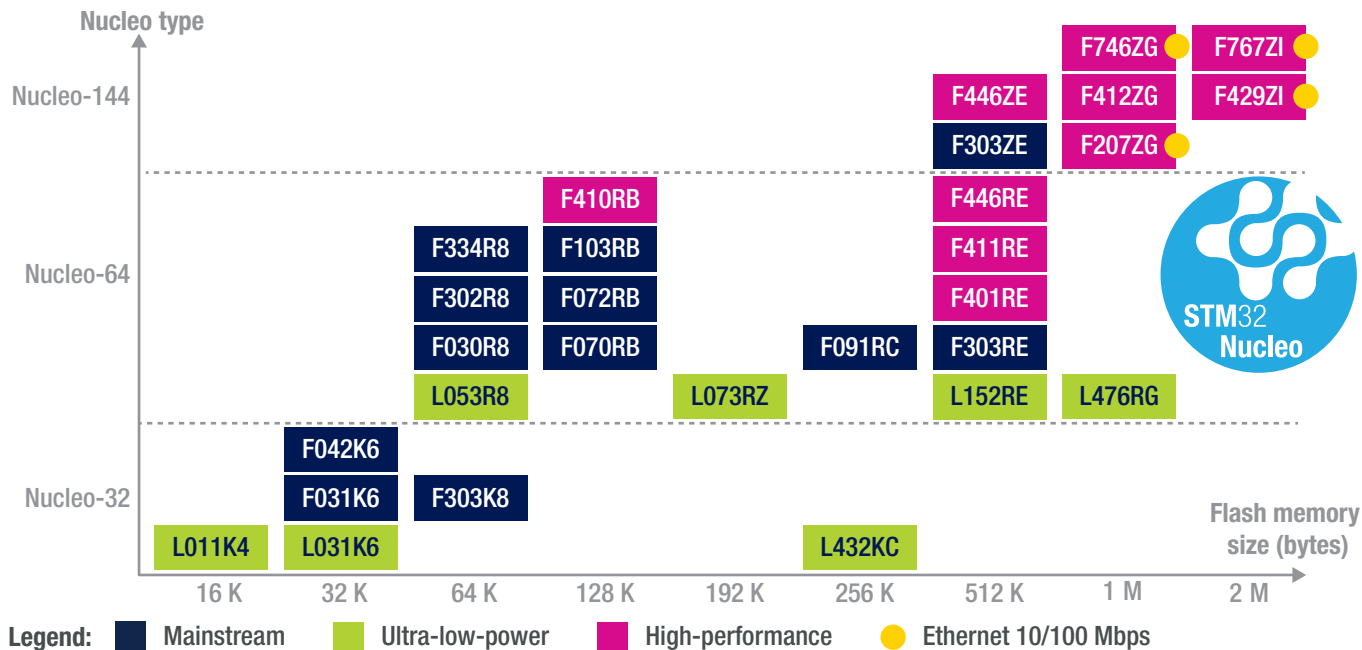 Nucleo type
F746ZG F767ZI
Nucleo-144 F446ZE F412ZG F429ZI
F303ZE F207ZG
F410RB F446RE
F334R8 F103RB F411RE
Nucleo-64
F302R8 F072RB F401RE
STM32
F030R8 F070RB F091RC F303RE Nucleo
L053R8 L073RZ L152RE L476RG
F042K6
Nucleo-32 F031K6 F303K8
Flash memory
size (bytes)
L011K4 L031K6 L432KC
16 K 32 K 64 K 128 K 192 K 256 K 512 K 1 M 2 M
Legend: Mainstream Ultra-low-power High-performance Ethernet 10/100 Mbps